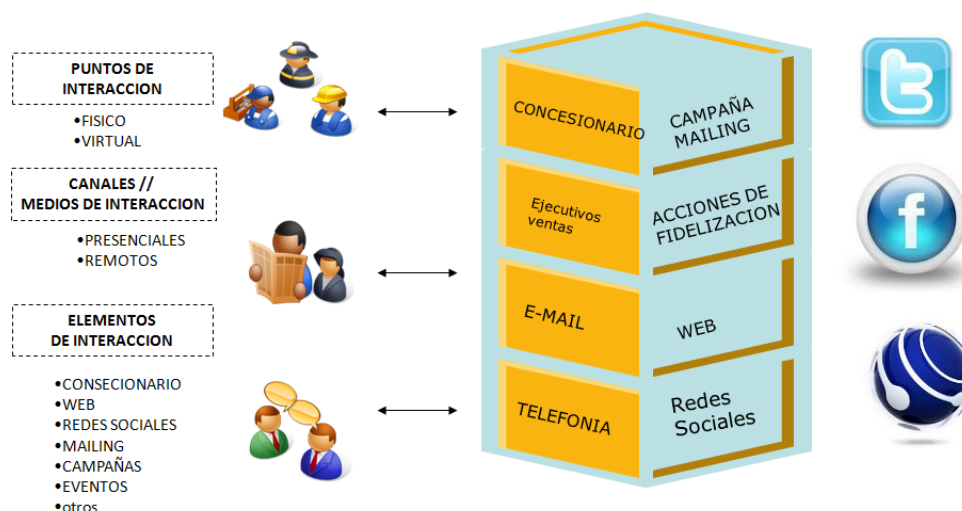 PUNTOS DE
INTERACCION
•FISICO
•VIRTUAL
CANALES //
MEDIOS DE INTERACCION
•PRESENCIALES
•REMOTOS
ELEMENTOS
DE INTERACCION
•CONSECIONARIO
•WEB
•REDES SOCIALES
•MAILING
•CAMPAÑAS
•EVENTOS
•otros
CONCESIONARIO
CAMPAÑA
MAILING
Ejecutivos
ventas
ACCIONES DE
FIDELIZACION
E-MAIL
WEB
TELEFONIA
Redes
Sociales
t
f